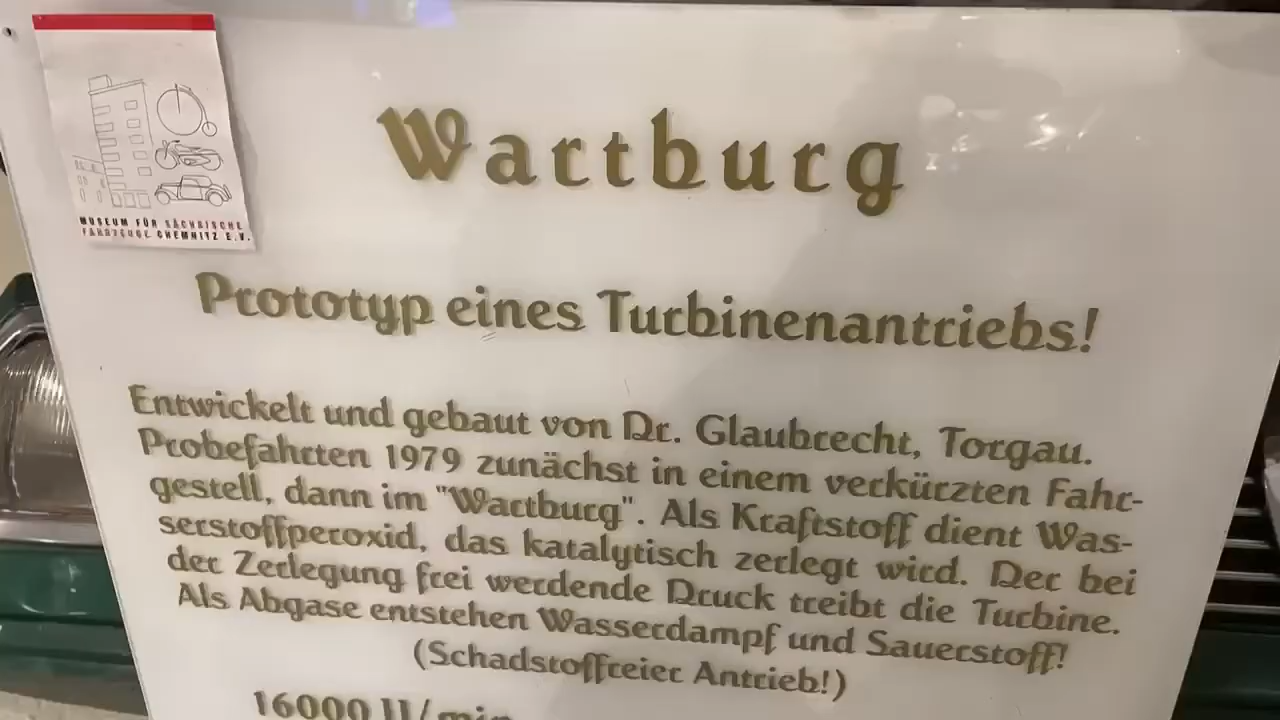 MUSEUM FÜR SÄCHSISCHE
FAHRZEUGE CHEMNITZ E.V.
Wartburg
Prototyp eines Turbinenantriebs!
Entwickelt und gebaut von Dr. Glaubrecht, Torgau.
Probefahrten 1979 zunächst in einem verkürzten Fahr-
gestell, dann im "Wartburg". Als Kraftstoff dient Was-
serstoffperoxid, das katalytisch zerlegt wird. Der bei
der Zerlegung frei werdende Druck treibt die Turbine.
Als Abgase entstehen Wasserdampf und Sauerstoff!
(Schadstoffreier Antrieb!)
16000 U/min